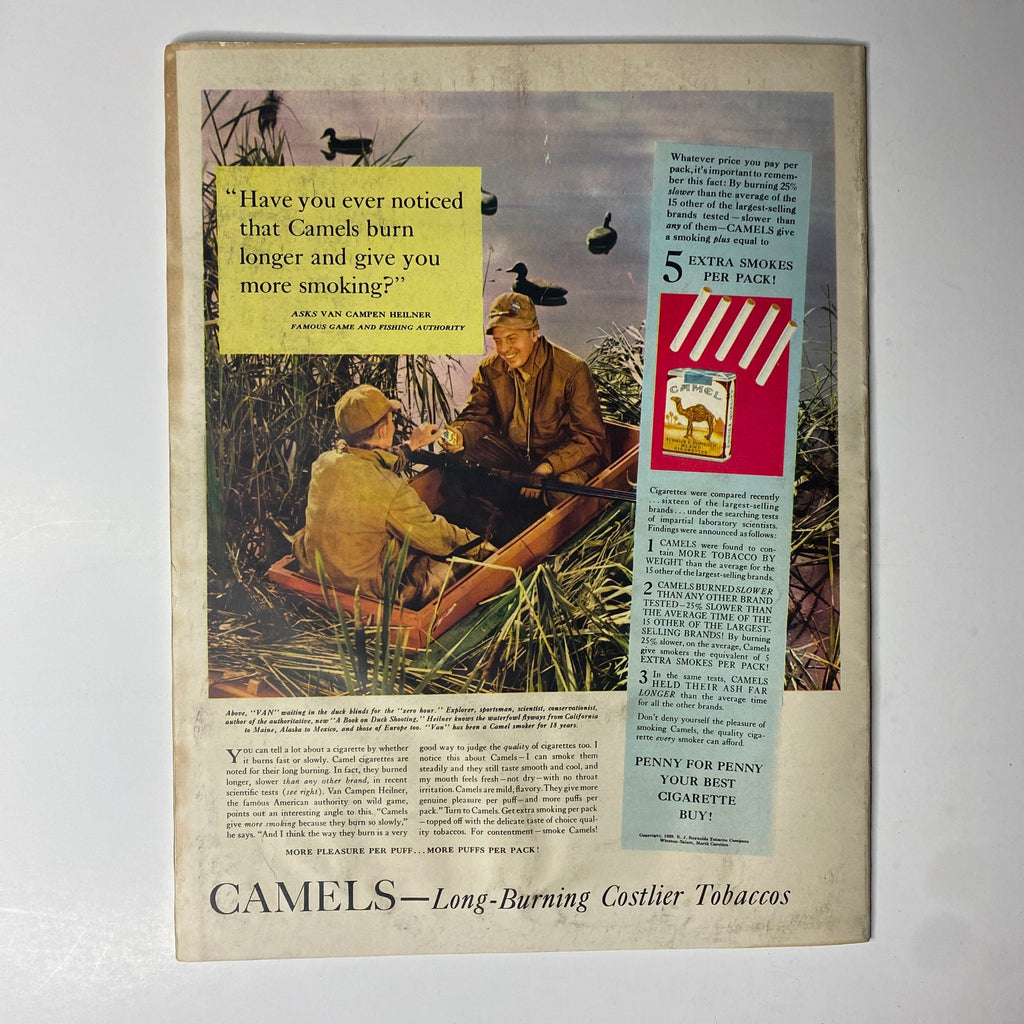 “Have you ever noticed
that Camels burn
longer and give you
more smoking?”
ASKS VAN CAMPEN HEILNER
FAMOUS GAME AND FISHING AUTHORITY
Whatever price you pay per
pack, it's important to remem-
ber this fact: By burning 25%
slower than the average of the
15 other of the largest-selling
brands tested—slower than
any of them—CAMELS give
a smoking plus equal to
5 EXTRA SMOKES
PER PACK!
CAMEL
TURKISH & DOMESTIC
BLEND
CIGARETTES
Cigarettes were compared recently
...sixteen of the largest-selling
brands...under the searching tests
of impartial laboratory scientists.
Findings were announced as follows:
1 CAMELS were found to con-
tain MORE TOBACCO BY
WEIGHT than the average for the
15 other of the largest-selling brands.
2 CAMELS BURNED SLOWER
THAN ANY OTHER BRAND
TESTED—25% SLOWER THAN
THE AVERAGE TIME OF THE
15 OTHER OF THE LARGEST-
SELLING BRANDS! By burning
25% slower, on the average, Camels
give smokers the equivalent of 5
EXTRA SMOKES PER PACK!
3 In the same tests, CAMELS
HELD THEIR ASH FAR
LONGER than the average time
for all the other brands.
Don't deny yourself the pleasure of
smoking Camels, the quality ciga-
rette every smoker can afford.
PENNY FOR PENNY
YOUR BEST
CIGARETTE
BUY!
Copyright, 1939, R. J. Reynolds Tobacco Company
Winston-Salem, North Carolina
Above, “VAN” waiting in the duck blinds for the “zero hour.” Explorer, sportsman, scientist, conservationist,
author of the authoritative, new “A Book on Duck Shooting,” Heilner knows the waterfowl flyways from California
to Maine, Alaska to Mexico, and those of Europe too. “Van” has been a Camel smoker for 18 years.
You can tell a lot about a cigarette by whether
it burns fast or slowly. Camel cigarettes are
noted for their long burning. In fact, they burned
longer, slower than any other brand, in recent
scientific tests (see right). Van Campen Heilner,
the famous American authority on wild game,
points out an interesting angle to this. “Camels
give more smoking because they burn so slowly,”
he says. “And I think the way they burn is a very
good way to judge the quality of cigarettes too. I
notice this about Camels—I can smoke them
steadily and they still taste smooth and cool, and
my mouth feels fresh—not dry—with no throat
irritation. Camels are mild, flavory. They give more
genuine pleasure per puff—and more puffs per
pack.” Turn to Camels. Get extra smoking per pack
—topped off with the delicate taste of choice qual-
ity tobaccos. For contentment—smoke Camels!
MORE PLEASURE PER PUFF...MORE PUFFS PER PACK!
CAMELS—Long-Burning Costlier Tobaccos